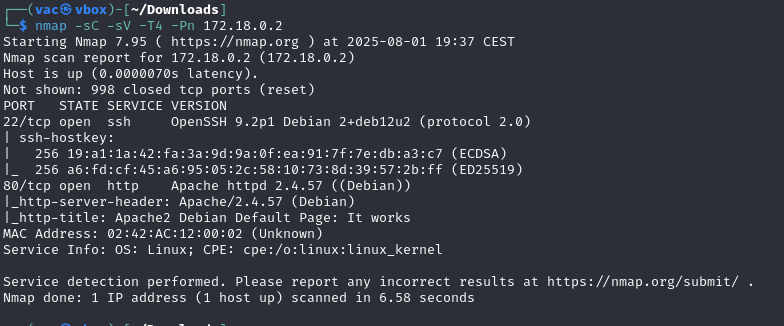 ┌──(vac㉿vbox)-[~/Downloads]
└─$ nmap -sC -sV -T4 -Pn 172.18.0.2
Starting Nmap 7.95 ( https://nmap.org ) at 2025-08-01 19:37 CEST
Nmap scan report for 172.18.0.2 (172.18.0.2)
Host is up (0.0000070s latency).
Not shown: 998 closed tcp ports (reset)
PORT   STATE SERVICE VERSION
22/tcp open  ssh     OpenSSH 9.2p1 Debian 2+deb12u2 (protocol 2.0)
| ssh-hostkey:
|   256 19:a1:1a:42:fa:3a:9d:9a:0f:ea:91:7f:7e:db:a3:c7 (ECDSA)
|_  256 a6:fd:cf:45:a6:95:05:2c:58:10:73:8d:39:57:2b:ff (ED25519)
80/tcp open  http    Apache httpd 2.4.57 ((Debian))
|_http-server-header: Apache/2.4.57 (Debian)
|_http-title: Apache2 Debian Default Page: It works
MAC Address: 02:42:AC:12:00:02 (Unknown)
Service Info: OS: Linux; CPE: cpe:/o:linux:linux_kernel

Service detection performed. Please report any incorrect results at https://nmap.org/submit/ .
Nmap done: 1 IP address (1 host up) scanned in 6.58 seconds